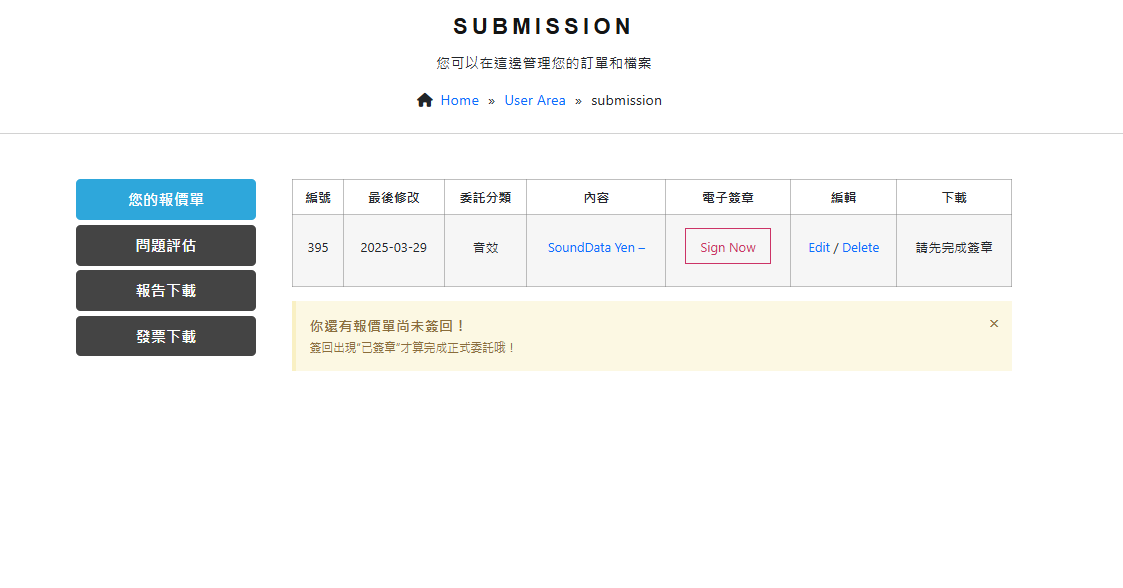 SUBMISSION
您可以在這邊管理您的訂單和檔案
Home » User Area » submission
您的報價單
問題評估
報告下載
發票下載
編號 最後修改 委託分類 內容 電子簽章 編輯 下載
395 2025-03-29 音效 SoundData Yen – Sign Now Edit / Delete 請先完成簽章
你還有報價單尚未簽回！
簽回出現“已簽章”才算完成正式委託哦！
×